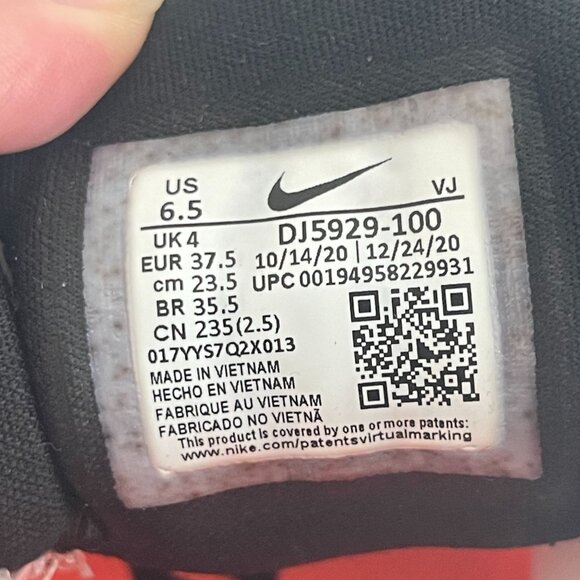 US VJ
6.5
UK 4 DJ5929-100
EUR 37.5 10/14/20 | 12/24/20
cm 23.5 UPC 00194958229931
BR 35.5
CN 235(2.5)
017YYS7Q2X013
MADE IN VIETNAM
HECHO EN VIETNAM
FABRIQUE AU VIETNAM
FABRICADO NO VIETNÃ
This product is covered by one or more patents:
www.nike.com/patentsvirtualmarking